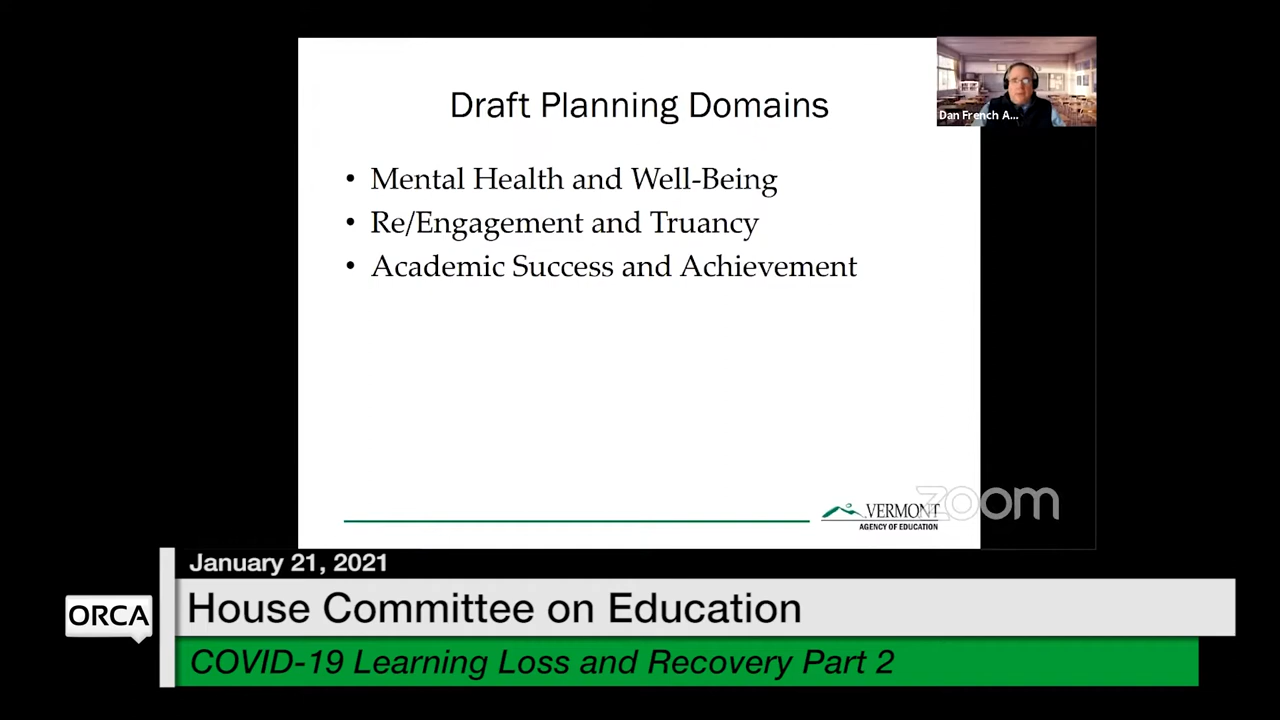 Draft Planning Domains
Dan French A...
• Mental Health and Well-Being
• Re/Engagement and Truancy
• Academic Success and Achievement
VERMONT
AGENCY OF EDUCATION
zoom
January 21, 2021
ORCA
House Committee on Education
COVID-19 Learning Loss and Recovery Part 2